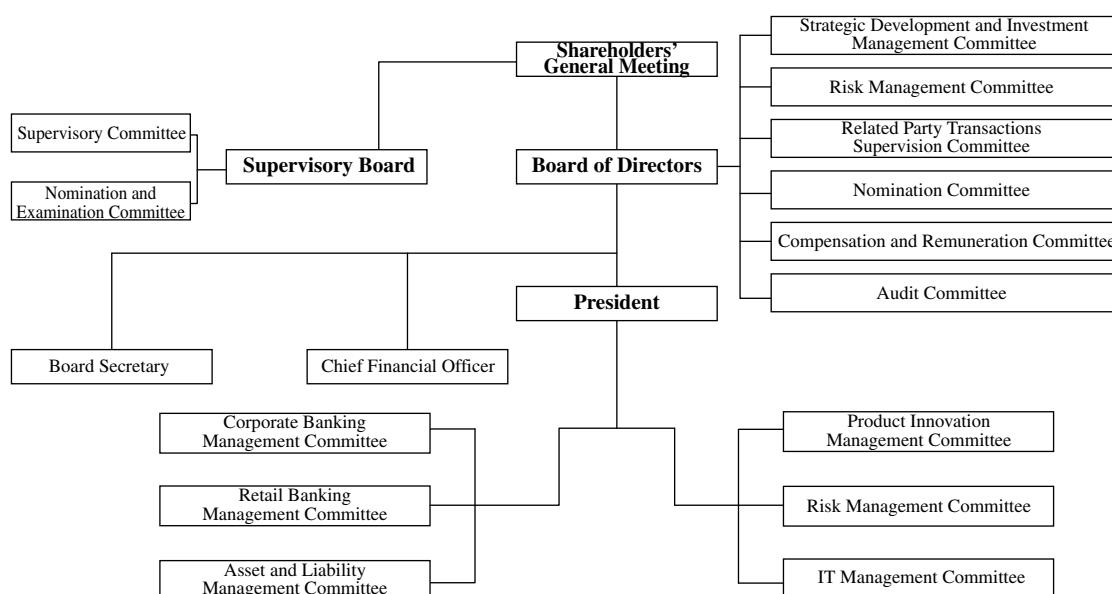 Shareholders'
General Meeting
Strategic Development and Investment
Management Committee
Risk Management Committee
Related Party Transactions
Supervision Committee
Nomination Committee
Compensation and Remuneration Committee
Audit Committee
Supervisory Committee
Nomination and
Examination Committee
Supervisory Board
Board of Directors
President
Board Secretary
Chief Financial Officer
Corporate Banking
Management Committee
Retail Banking
Management Committee
Asset and Liability
Management Committee
Product Innovation
Management Committee
Risk Management Committee
IT Management Committee